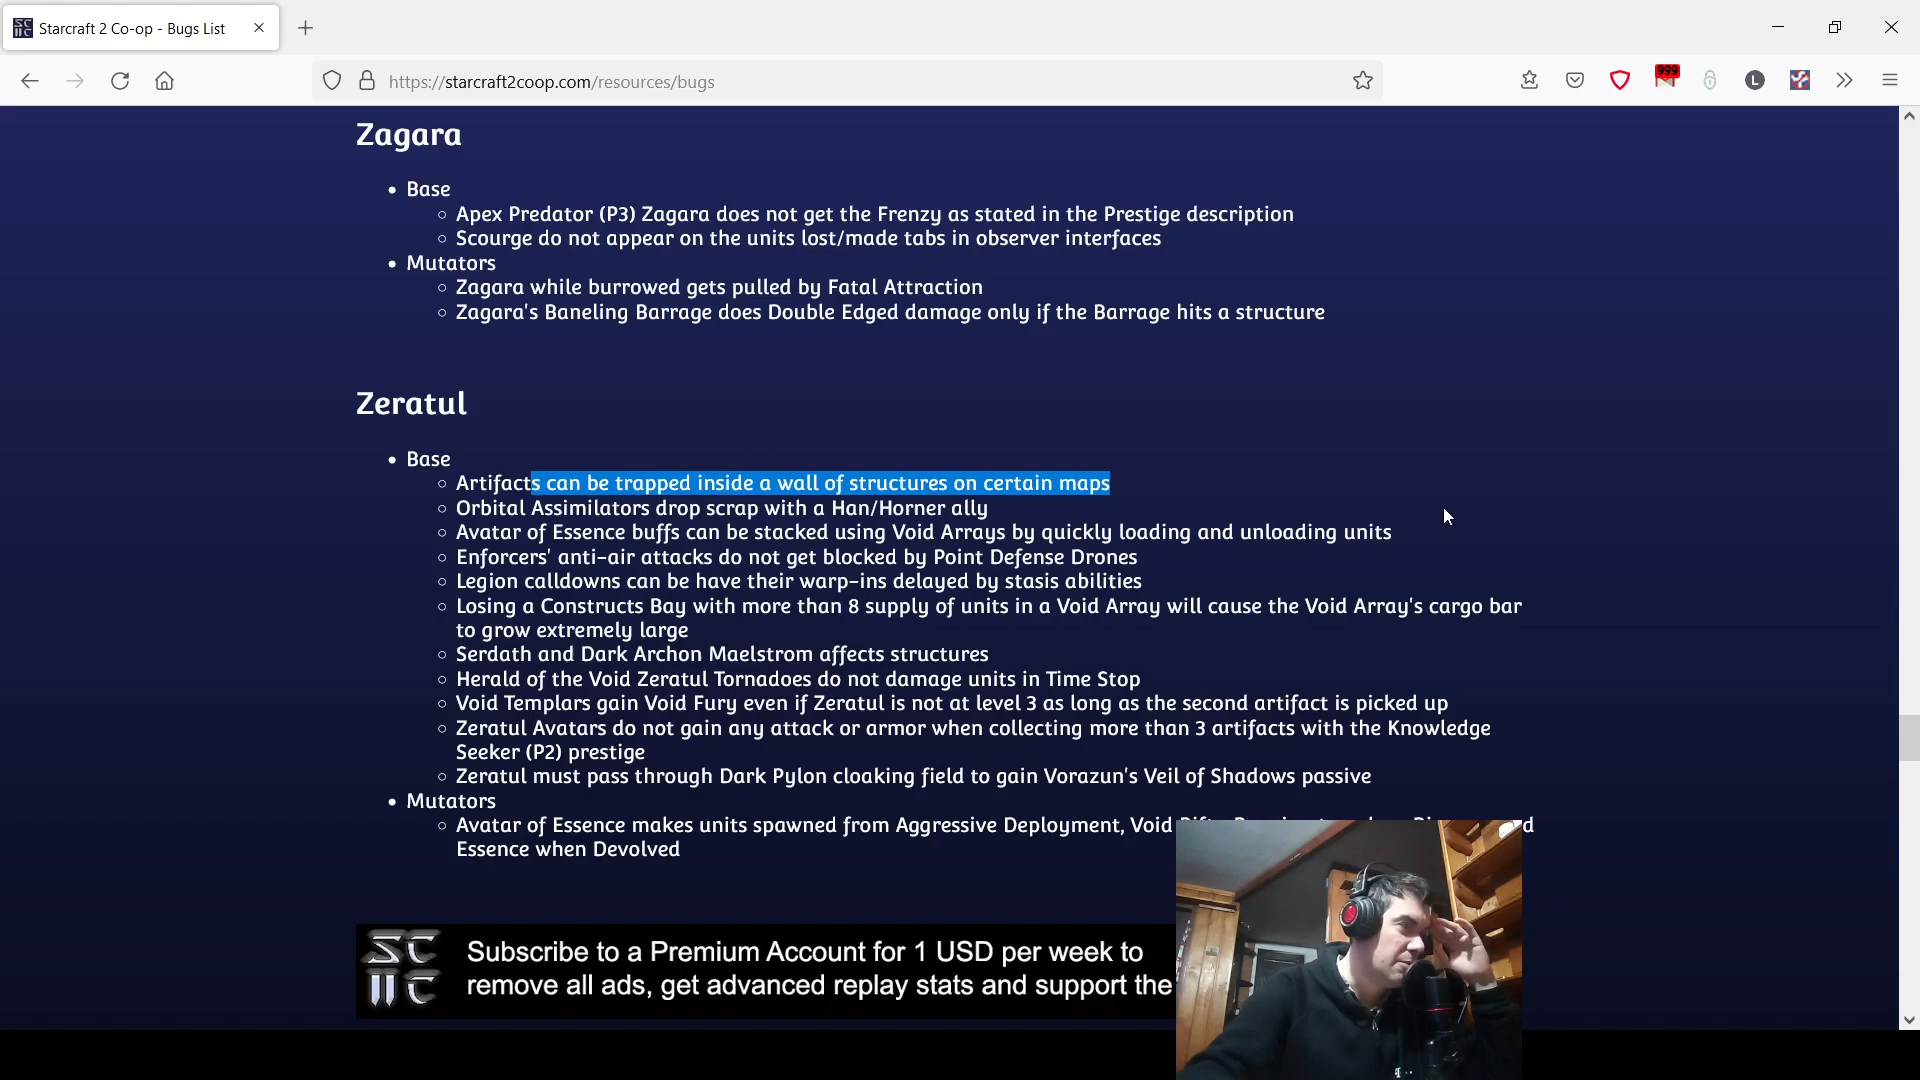 Starcraft 2 Co-op - Bugs List
https://starcraft2coop.com/resources/bugs
999
L
Zagara
Base
Apex Predator (P3) Zagara does not get the Frenzy as stated in the Prestige description
Scourge do not appear on the units lost/made tabs in observer interfaces
Mutators
Zagara while burrowed gets pulled by Fatal Attraction
Zagara's Baneling Barrage does Double Edged damage only if the Barrage hits a structure
Zeratul
Base
Artifacts can be trapped inside a wall of structures on certain maps
Orbital Assimilators drop scrap with a Han/Horner ally
Avatar of Essence buffs can be stacked using Void Arrays by quickly loading and unloading units
Enforcers' anti-air attacks do not get blocked by Point Defense Drones
Legion calldowns can be have their warp-ins delayed by stasis abilities
Losing a Constructs Bay with more than 8 supply of units in a Void Array will cause the Void Array's cargo bar
to grow extremely large
Serdath and Dark Archon Maelstrom affects structures
Herald of the Void Zeratul Tornadoes do not damage units in Time Stop
Void Templars gain Void Fury even if Zeratul is not at level 3 as long as the second artifact is picked up
Zeratul Avatars do not gain any attack or armor when collecting more than 3 artifacts with the Knowledge
Seeker (P2) prestige
Zeratul must pass through Dark Pylon cloaking field to gain Vorazun's Veil of Shadows passive
Mutators
Avatar of Essence makes units spawned from Aggressive Deployment, Void
Essence when Devolved
SC
IIC
Subscribe to a Premium Account for 1 USD per week to
remove all ads, get advanced replay stats and support the